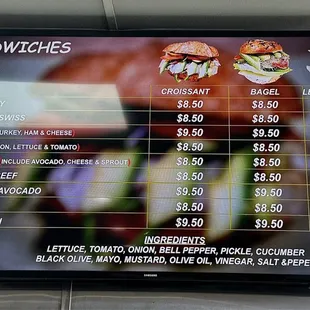 WICHES
CROISSANT BAGEL
$8.50 $8.50
SWISS $8.50 $8.50
TURKEY, HAM & CHEESE) $9.50 $9.50
ON, LETTUCE & TOMATO) $8.50 $8.50
INCLUDE AVOCADO, CHEESE & SPROUT) $8.50 $8.50
EEF $8.50 $8.50
AVOCADO $9.50 $9.50
$8.50 $8.50
$9.50 $9.50
INGREDIENTS
LETTUCE, TOMATO, ONION, BELL PEPPER, PICKLE, CUCUMBER
BLACK OLIVE, MAYO, MUSTARD, OLIVE OIL, VINEGAR, SALT &PEPE
SAMSUNG